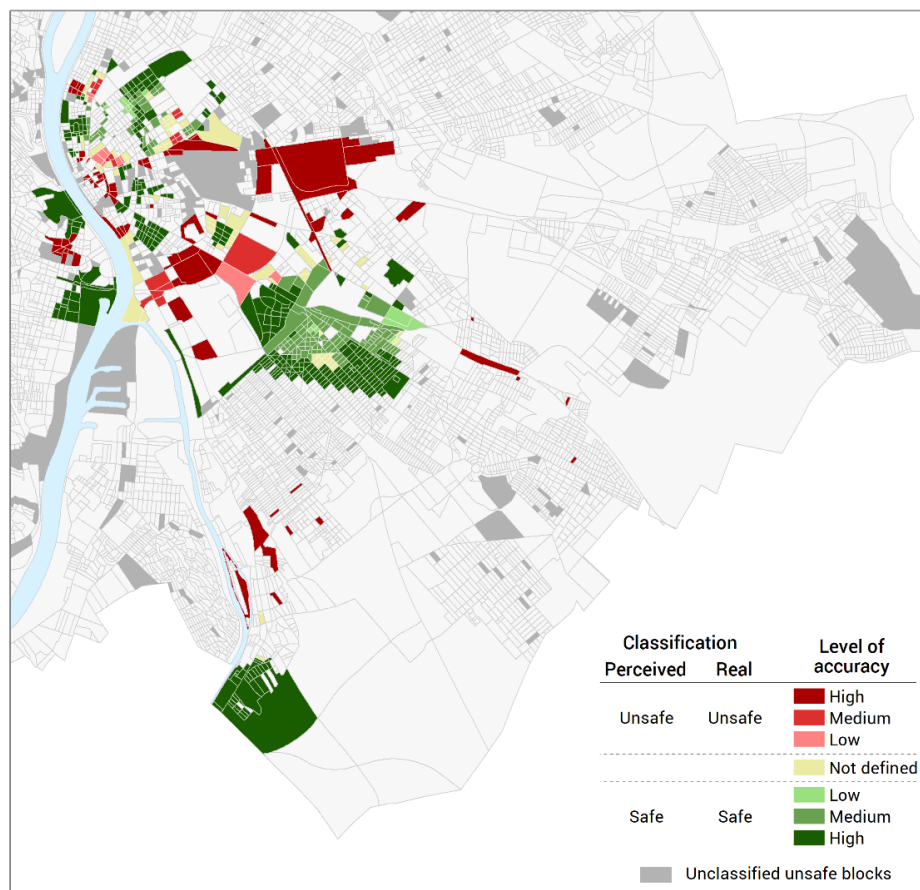 Classification Level of
Perceived Real accuracy
High
Unsafe Unsafe Medium
Low
Not defined
Low
Safe Safe Medium
High
Unclassified unsafe blocks